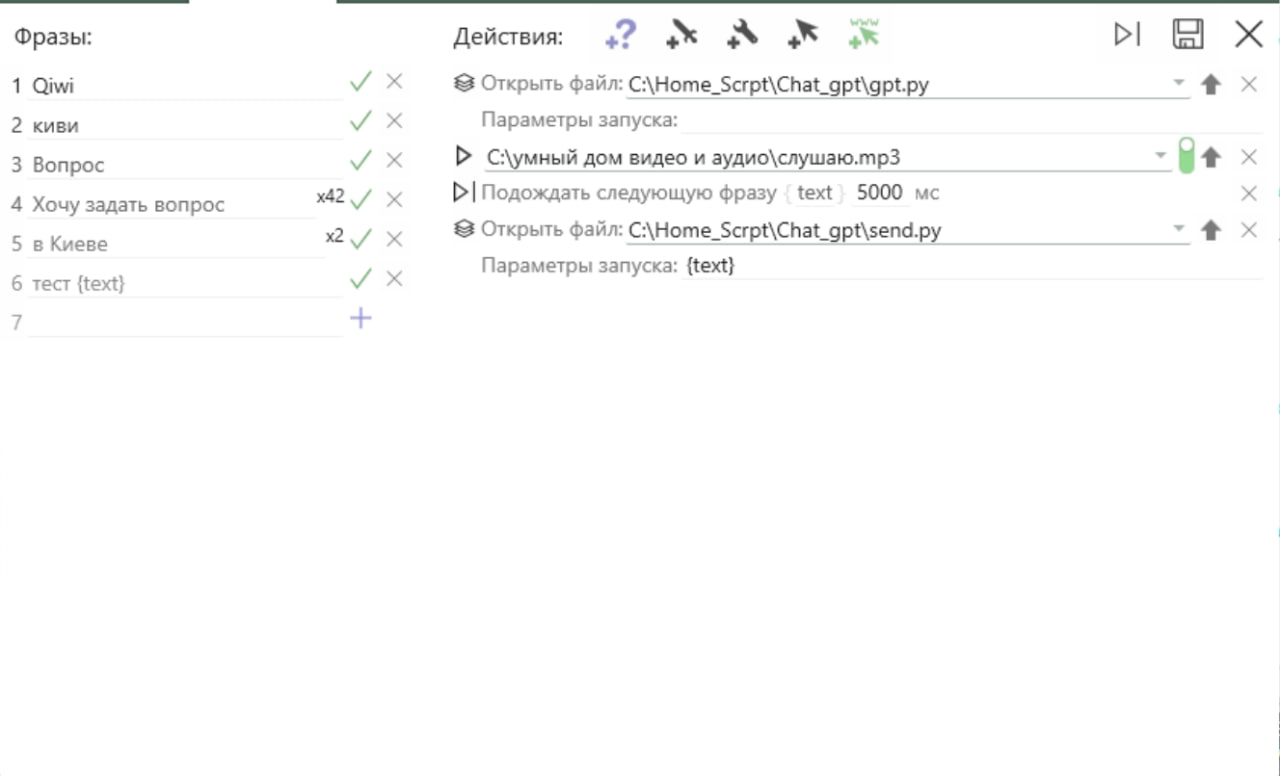 Фразы:
1 Qiwi
2 киви
3 Вопрос
4 Хочу задать вопрос x42
5 в Киеве x2
6 тест {text}
7
Действия:
www
Открыть файл: C:\Home_Scrpt\Chat_gpt\gpt.py
Параметры запуска:
C:\умный дом видео и аудио\слушаю.mp3
Подождать следующую фразу { text } 5000 мс
Открыть файл: C:\Home_Scrpt\Chat_gpt\send.py
Параметры запуска: {text}